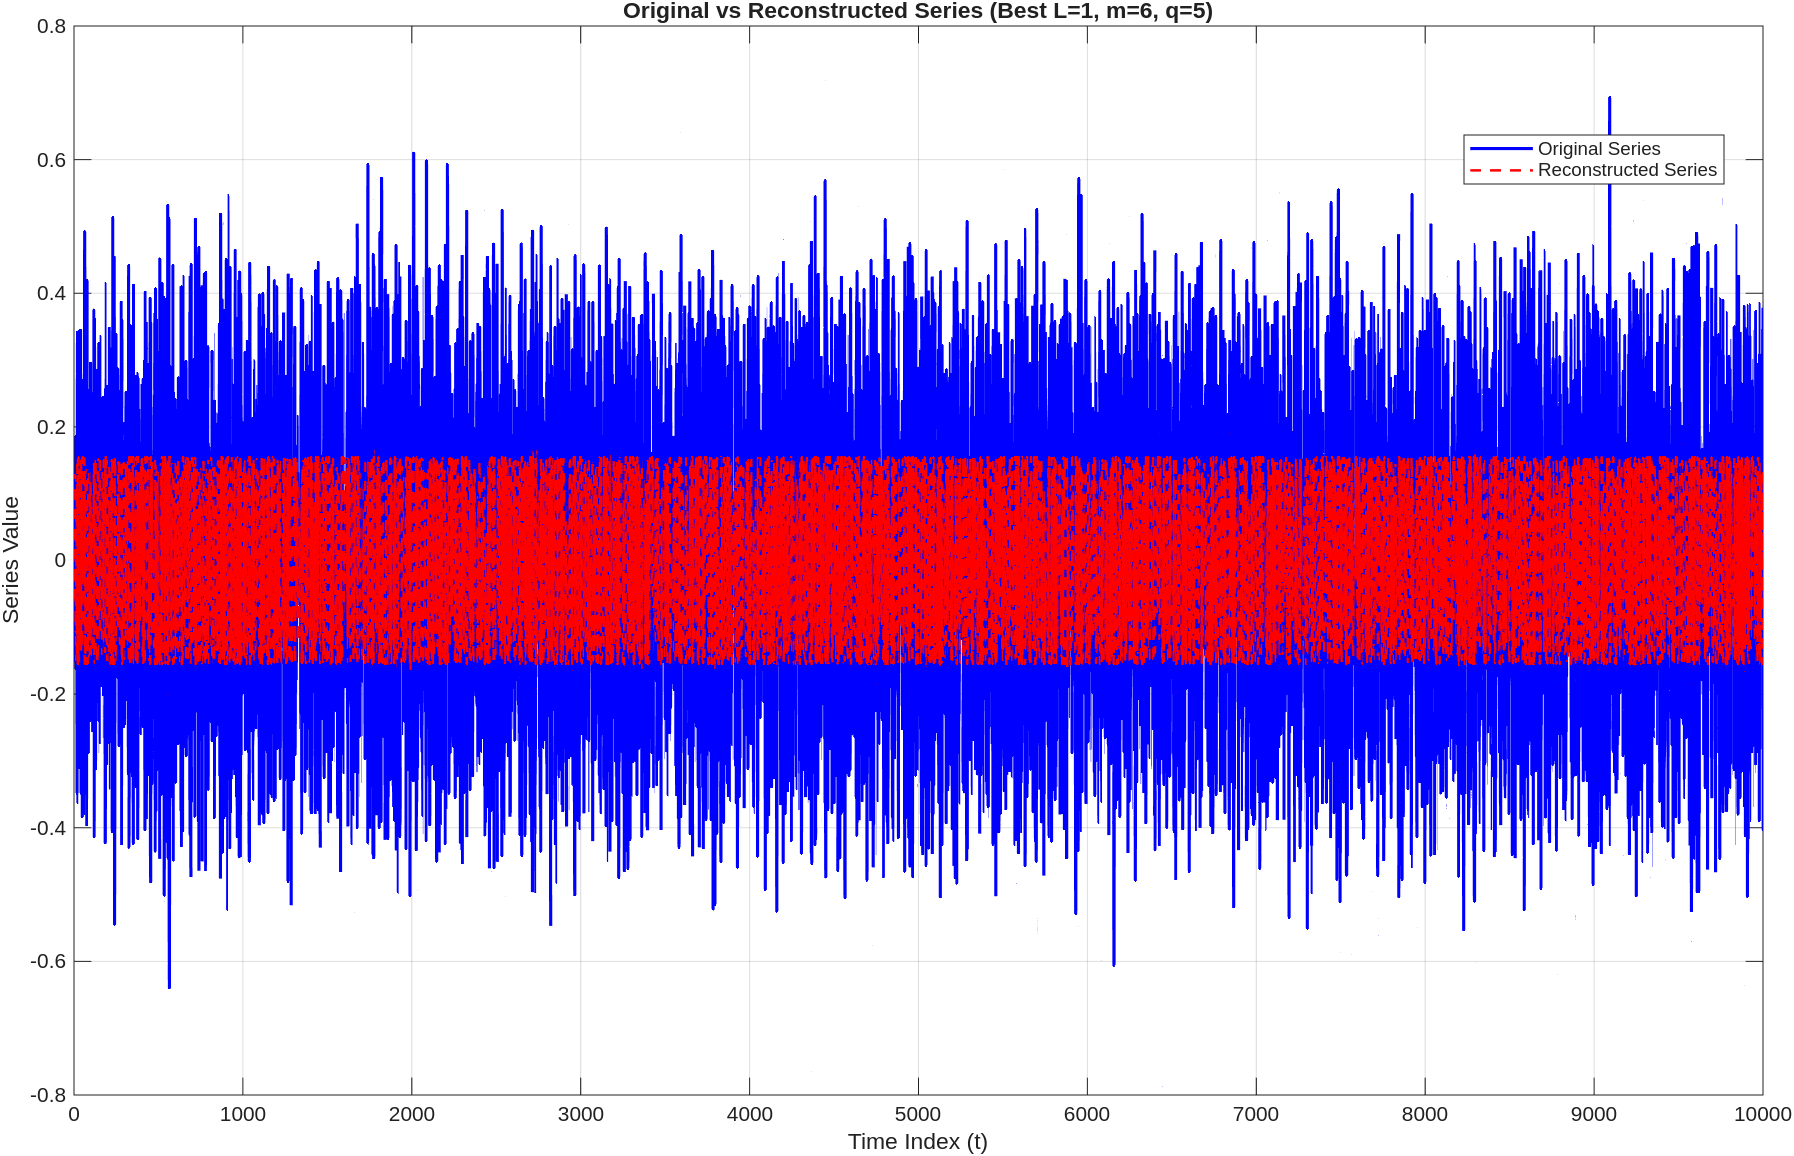 Original vs Reconstructed Series (Best L=1, m=6, q=5)
0.8
0.6
0.4
0.2
0
-0.2
-0.4
-0.6
-0.8
Series Value
Original Series
Reconstructed Series
0 1000 2000 3000 4000 5000 6000 7000 8000 9000 10000
Time Index (t)